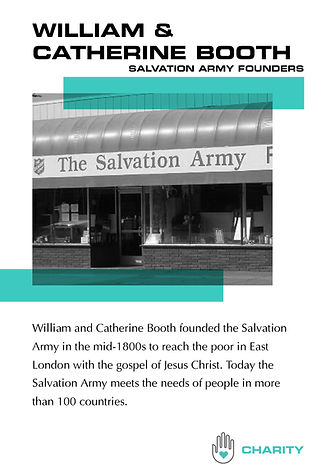 WILLIAM &
CATHERINE BOOTH
SALVATION ARMY FOUNDERS
The Salvation Army
William and Catherine Booth founded the Salvation
Army in the mid-1800s to reach the poor in East
London with the gospel of Jesus Christ. Today the
Salvation Army meets the needs of people in more
than 100 countries.
CHARITY